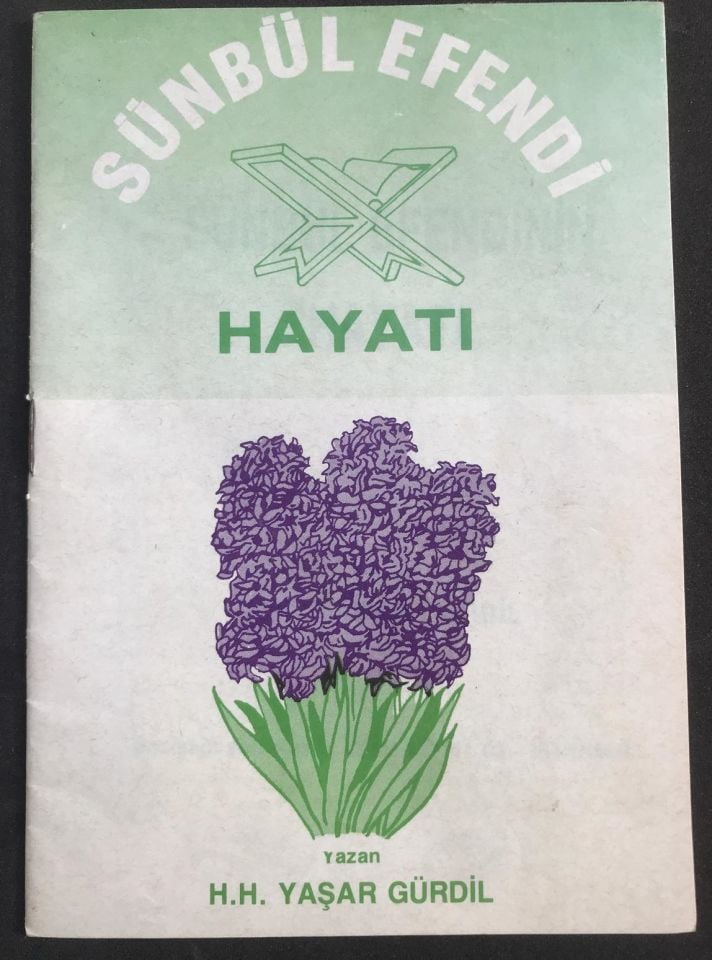 SÜNBÜL EFENDİ
HAYATI
Yazan
H.H. YAŞAR GÜRDİL